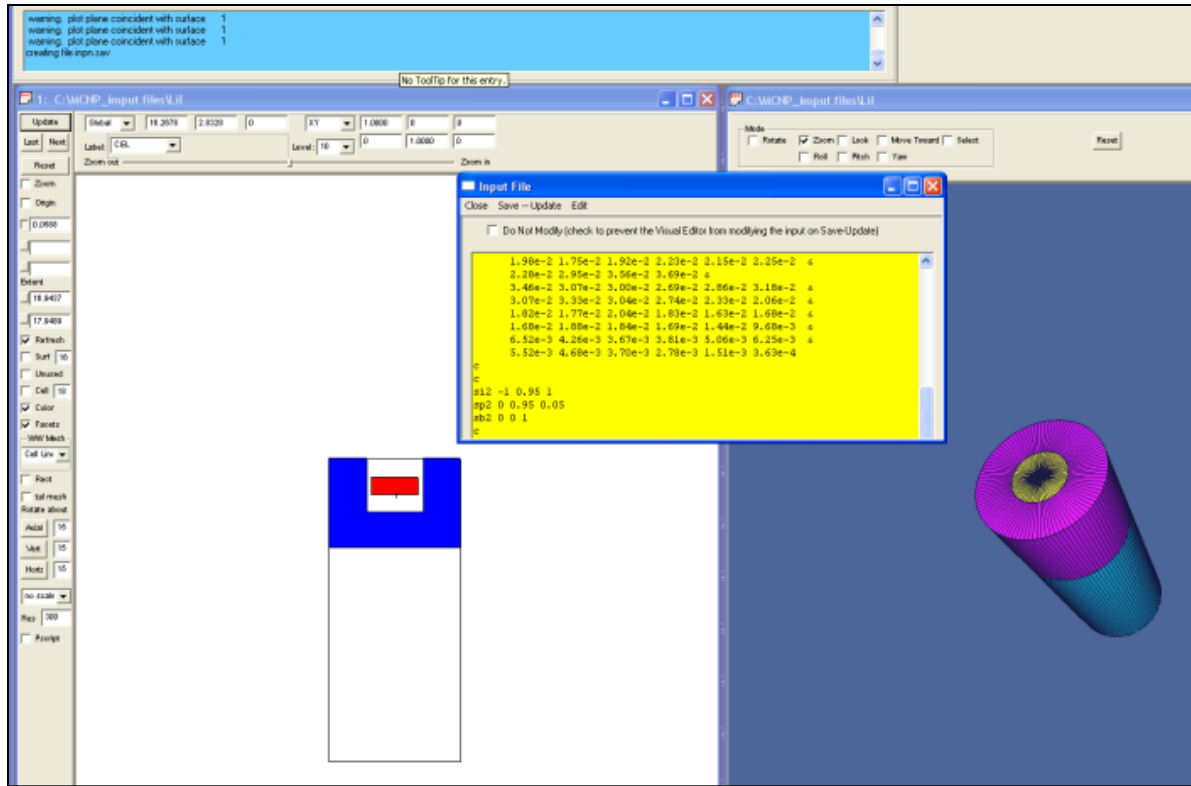 warning. plot plane coincident with surface 1
warning. plot plane coincident with surface 1
warning. plot plane coincident with surface 1
creating file inpn.sav
No ToolTip for this entry.
1: C:\MCNP_imput files\LiI
C:\MCNP_imput files\LiI
Update
Global 18.2678 2.8328 0 XY 1.0000 0 0
Last Next
Label: CEL Level: 10 0 1.0000 0
Zoom out Zoom in
Reset
Zoom
Origin
Extent
18.9437
17.9489
Refresh
Surf
Unused
Cell
Color
Facets
WW Mesh
Cell Line
Rect
tal mesh
Rotate about
Axial 15
Vert 15
Horiz 15
no scale
Res 300
Pscript
Mode
Rotate Zoom Look Move Toward Select
Roll Pitch Yaw
Reset
Input File
Close Save -- Update Edit
Do Not Modify (check to prevent the Visual Editor from modifying the input on Save-Update)
1.98e-2 1.75e-2 1.92e-2 2.23e-2 2.15e-2 2.25e-2 &
2.28e-2 2.95e-2 3.56e-2 3.69e-2 &
3.46e-2 3.07e-2 3.00e-2 2.69e-2 2.86e-2 3.18e-2 &
3.07e-2 3.33e-2 3.04e-2 2.74e-2 2.33e-2 2.06e-2 &
1.82e-2 1.77e-2 2.04e-2 1.83e-2 1.63e-2 1.68e-2 &
1.68e-2 1.88e-2 1.84e-2 1.69e-2 1.44e-2 9.68e-3 &
6.52e-3 4.26e-3 3.67e-3 3.81e-3 5.06e-3 6.25e-3 &
5.52e-3 4.68e-3 3.70e-3 2.78e-3 1.51e-3 3.63e-4
c
c
si2 -1 0.95 1
sp2 0 0.95 0.05
sb2 0 0 1
c